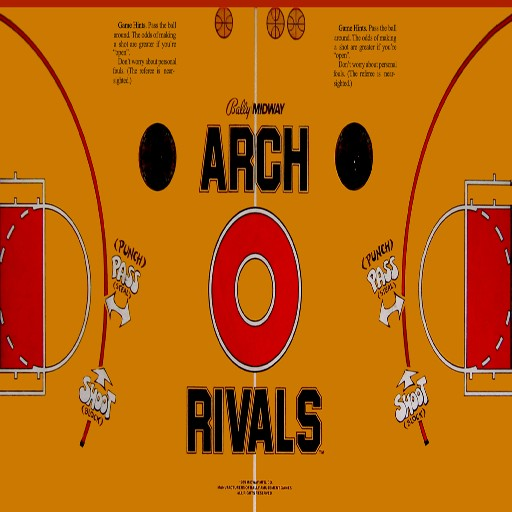 Game Hints. Pass the ball
around. The odds of making
a shot are greater if you're
"open".
Don't worry about personal
fouls. (The referee is near-
sighted.)
Game Hints. Pass the ball
around. The odds of making
a shot are greater if you're
"open".
Don't worry about personal
fouls. (The referee is near-
sighted.)
Bally MIDWAY
ARCH
(PUNCH)
PASS
(STEAL)
(PUNCH)
PASS
(STEAL)
SHOOT
(BLOCK)
SHOOT
(BLOCK)
RIVALS
ALL RIGHTS RESERVED